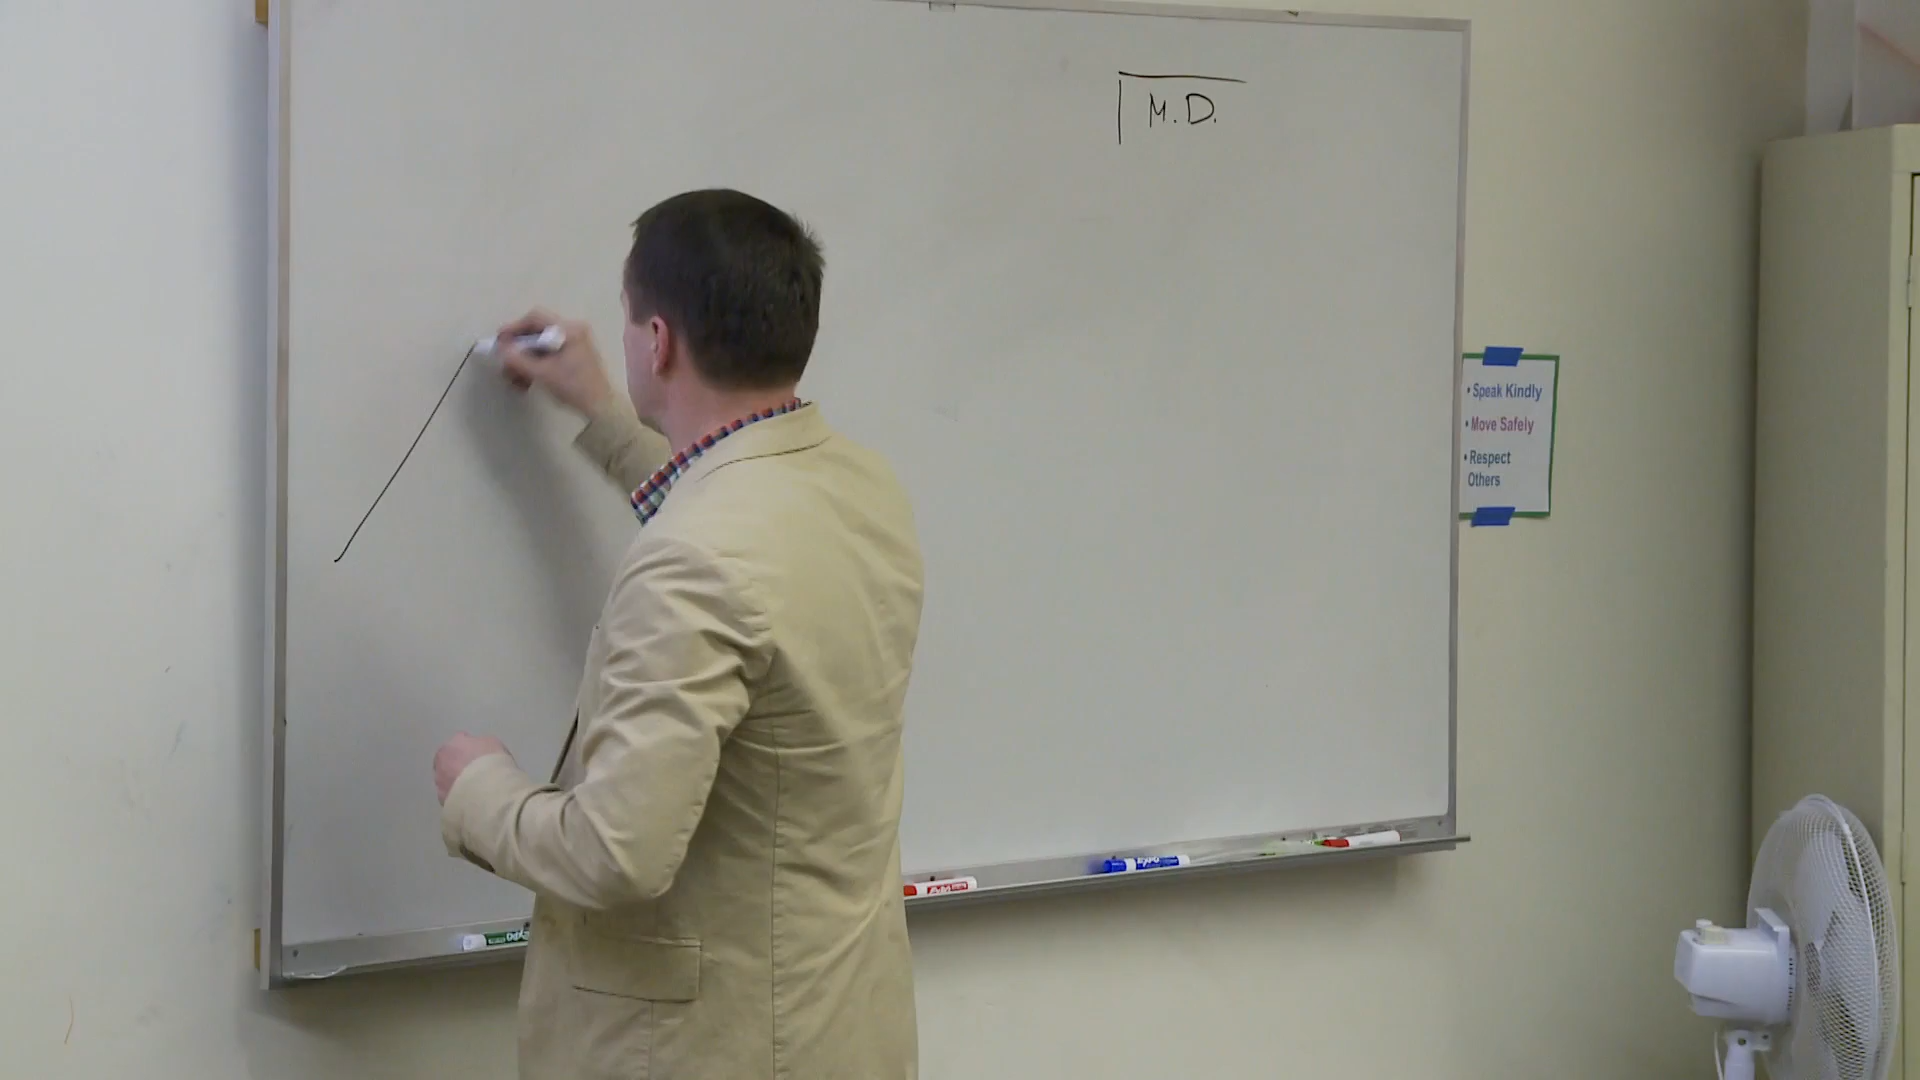 M.D.
• Speak Kindly
• Move Safely
• Respect
Others
EXPO